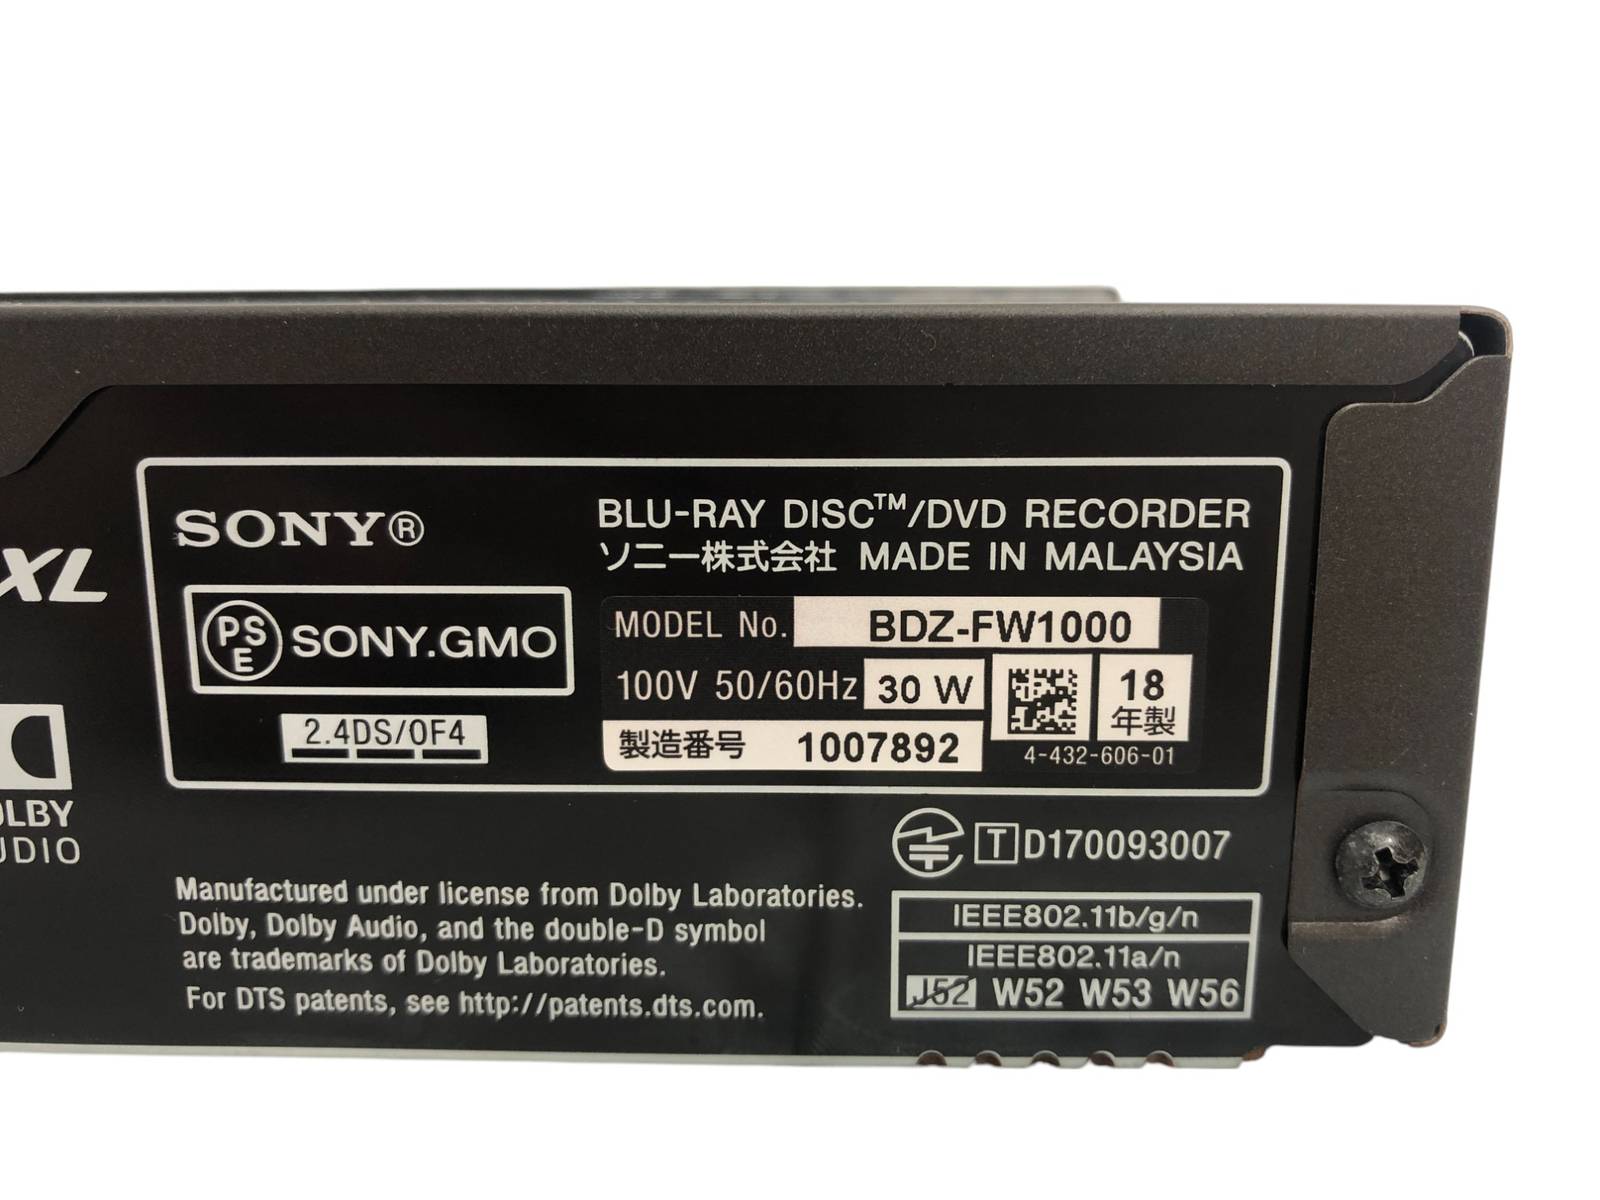 XL
SONY®
BLU-RAY DISC™/DVD RECORDER
ソニー株式会社 MADE IN MALAYSIA
PSE SONY.GMO
MODEL No. BDZ-FW1000
100V 50/60Hz 30 W
18
年製
2.4DS/OF4
製造番号 1007892
4-432-606-01
OLBY
UDIO
T D170093007
Manufactured under license from Dolby Laboratories.
Dolby, Dolby Audio, and the double-D symbol
are trademarks of Dolby Laboratories.
For DTS patents, see http://patents.dts.com.
IEEE802.11b/g/n
IEEE802.11a/n
J52 W52 W53 W56